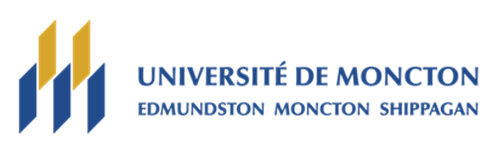 UNIVERSITÉ DE MONCTON
EDMUNDSTON MONCTON SHIPPAGAN